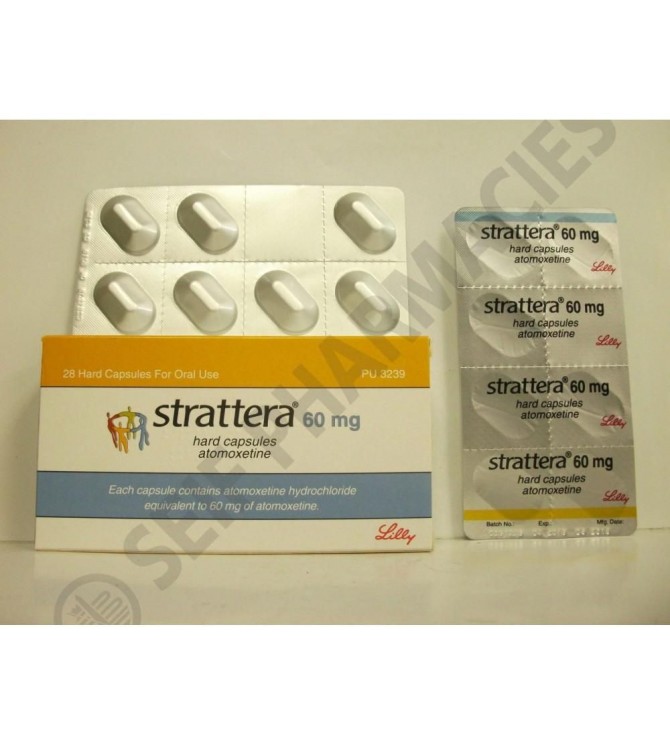 28 Hard Capsules For Oral Use PU 3239
strattera® 60 mg
hard capsules
atomoxetine
Each capsule contains atomoxetine hydrochloride
equivalent to 60 mg of atomoxetine.
Lilly
strattera® 60 mg
hard capsules
atomoxetine
Lilly
strattera® 60 mg
hard capsules
atomoxetine
Lilly
strattera® 60 mg
hard capsules
atomoxetine
Lilly
strattera® 60 mg
hard capsules
atomoxetine
Lilly
Batch No.: Exp.: Mfg. Date:
PHARMACIES